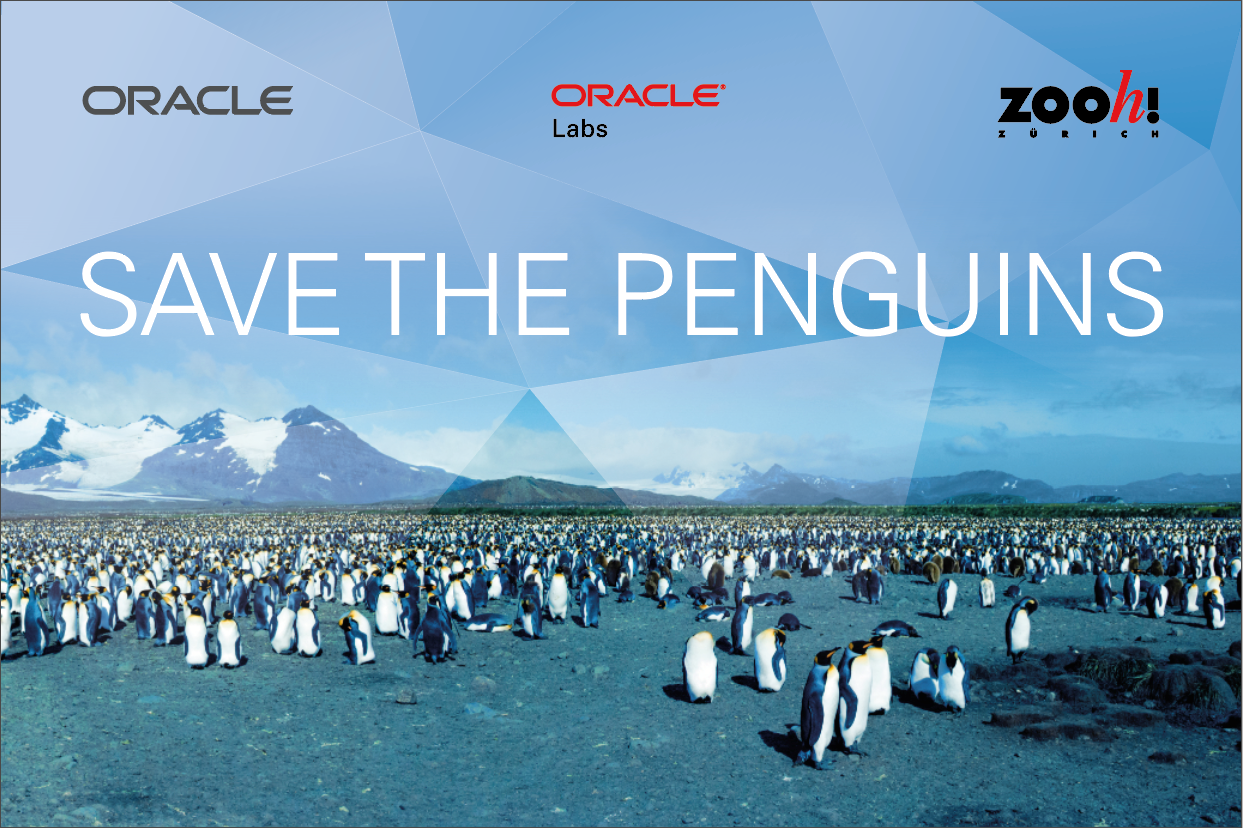 ORACLE
ORACLE®
Labs
ZOOh!
ZÜRICH
SAVE THE PENGUINS